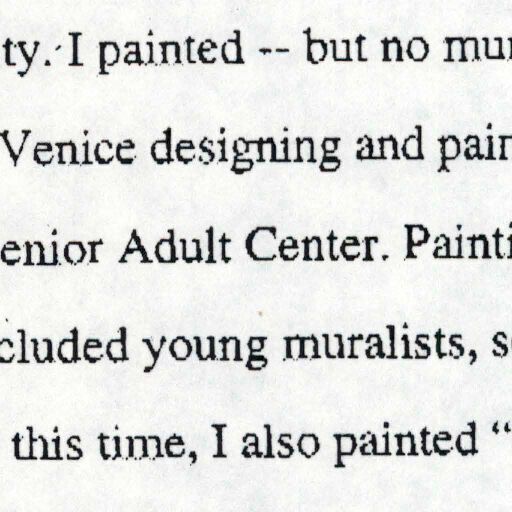 ty. I painted -- but no mu
Venice designing and pain
enior Adult Center. Painti
cluded young muralists, s
this time, I also painted “